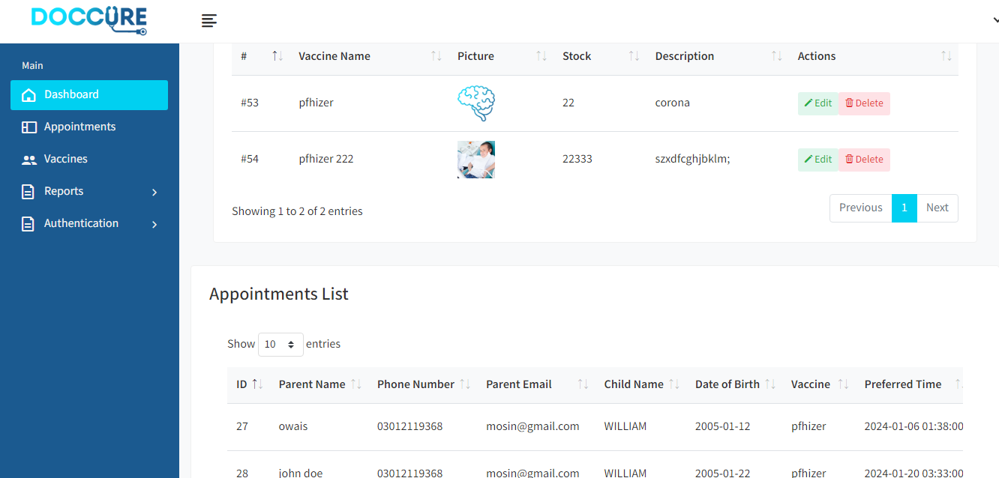 DOCCURE
Main
Dashboard
Appointments
Vaccines
Reports
Authentication
# Vaccine Name Picture Stock Description Actions
#53 pfhizer 22 corona Edit Delete
#54 pfhizer 222 22333 szxdfcghjbklm; Edit Delete
Showing 1 to 2 of 2 entries Previous 1 Next
Appointments List
Show 10 entries
ID Parent Name Phone Number Parent Email Child Name Date of Birth Vaccine Preferred Time
27 owais 03012119368 mosin@gmail.com WILLIAM 2005-01-12 pfhizer 2024-01-06 01:38:00
28 john doe 03012119368 mosin@gmail.com WILLIAM 2005-01-22 pfhizer 2024-01-20 03:33:00